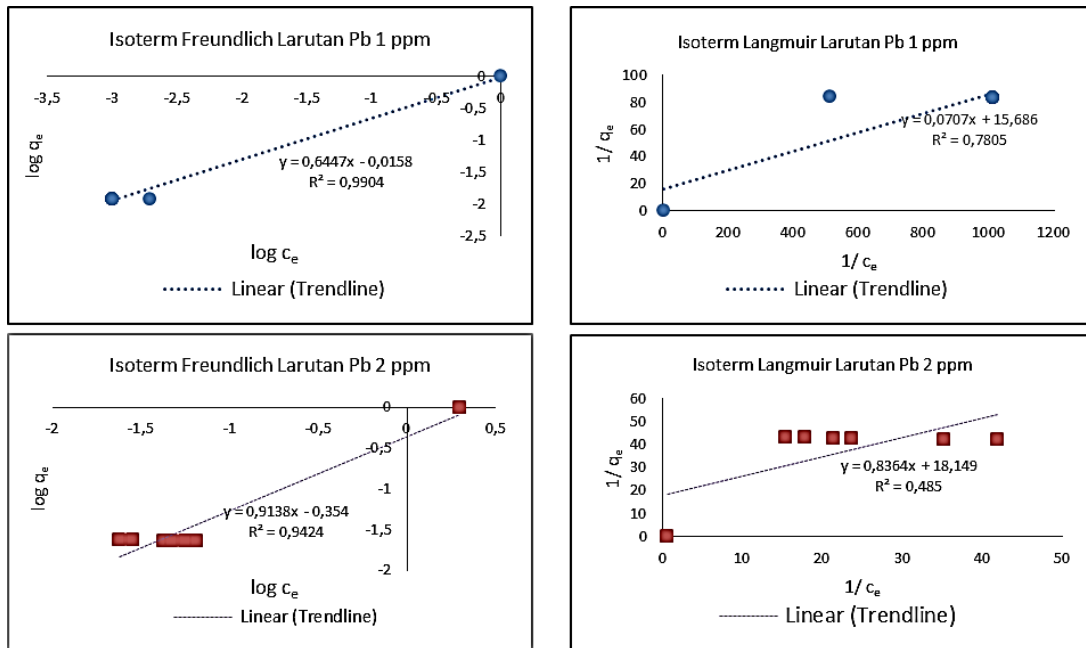 Isoterm Freundlich Larutan Pb 1 ppm
0
-3,5 -3 -2,5 -2 -1,5 -1 -0,5 0
-0,5
-1
-1,5
-2
-2,5
log qe
y = 0,6447x - 0,0158
R² = 0,9904
log ce
Linear (Trendline)
Isoterm Langmuir Larutan Pb 1 ppm
100
80
60
40
20
0
1/ qe
y = 0,0707x + 15,686
R² = 0,7805
0 200 400 600 800 1000 1200
1/ ce
Linear (Trendline)
Isoterm Freundlich Larutan Pb 2 ppm
0
-2 -1,5 -1 -0,5 0 0,5
-0,5
-1
-1,5
-2
log qe
y = 0,9138x - 0,354
R² = 0,9424
log ce
Linear (Trendline)
Isoterm Langmuir Larutan Pb 2 ppm
60
50
40
30
20
10
0
1/ qe
y = 0,8364x + 18,149
R² = 0,485
0 10 20 30 40 50
1/ ce
Linear (Trendline)